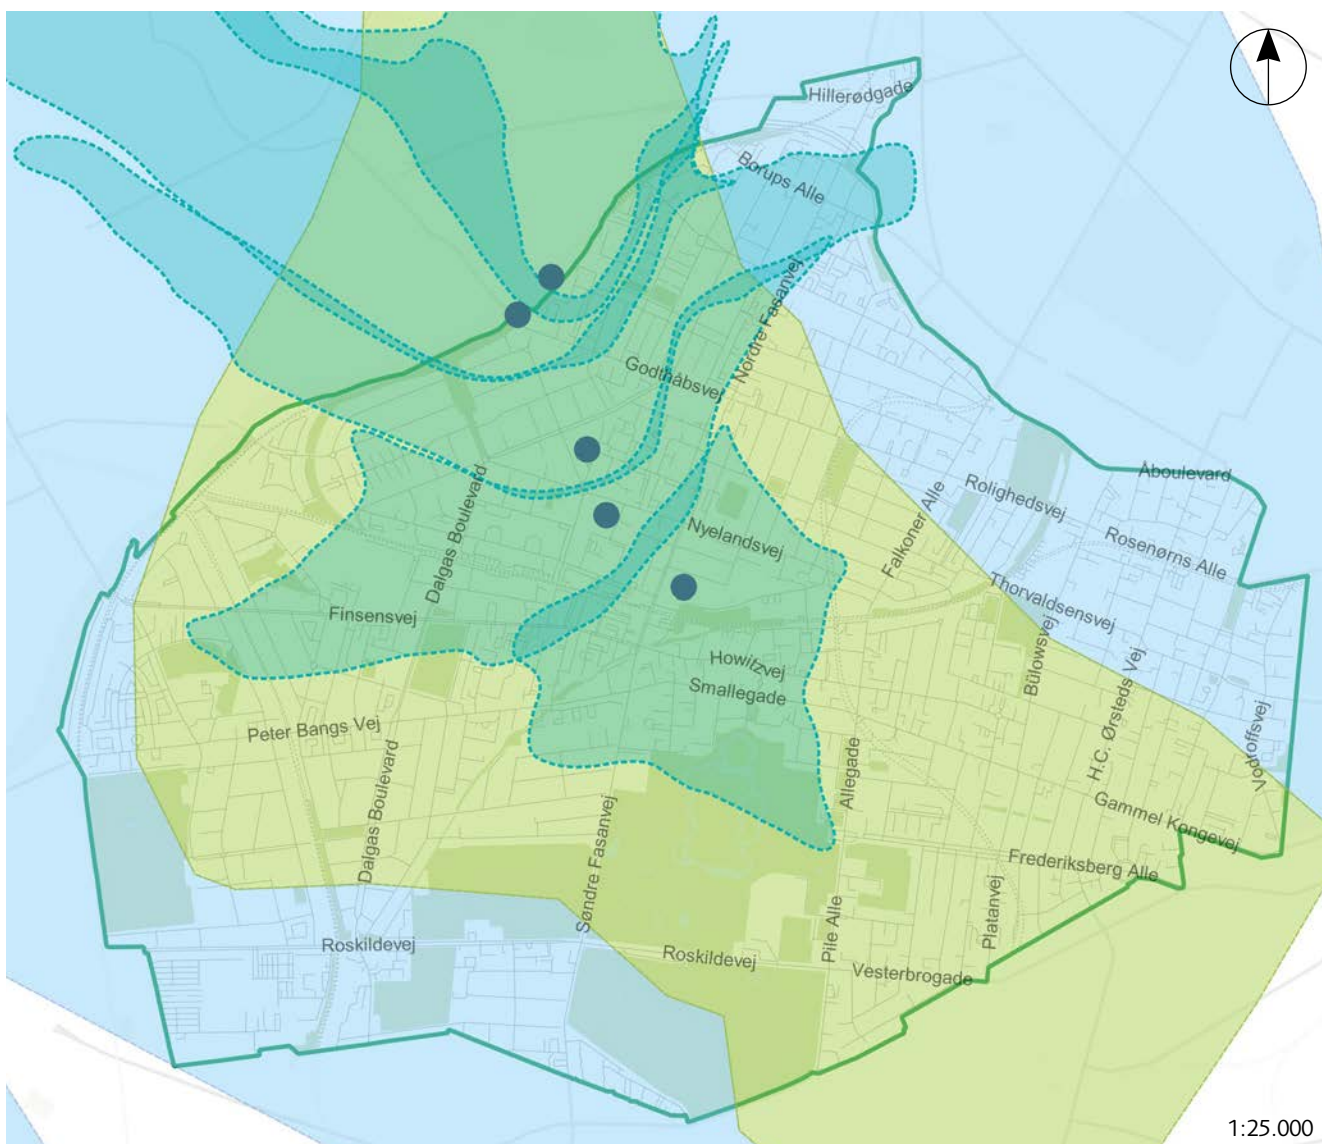 Hillerødgade
Borups Alle
Nordre Fasanvej
Godthåbsvej
Åboulevard
Rolighedsvej
Falkoner Alle
Dalgas Boulevard
Nyelandsvej
Rosenørns Alle
Thorvaldsensvej
Finsensvej
Bülowsvej
Howitzvej
Smallegade
H.C. Ørsteds Vej
Peter Bangs Vej
Vodroffsvej
Allegade
Dalgas Boulevard
Gammel Kongevej
Søndre Fasanvej
Frederiksberg Alle
Platanvej
Pile Alle
Roskildevej
Roskildevej
Vesterbrogade
1:25.000